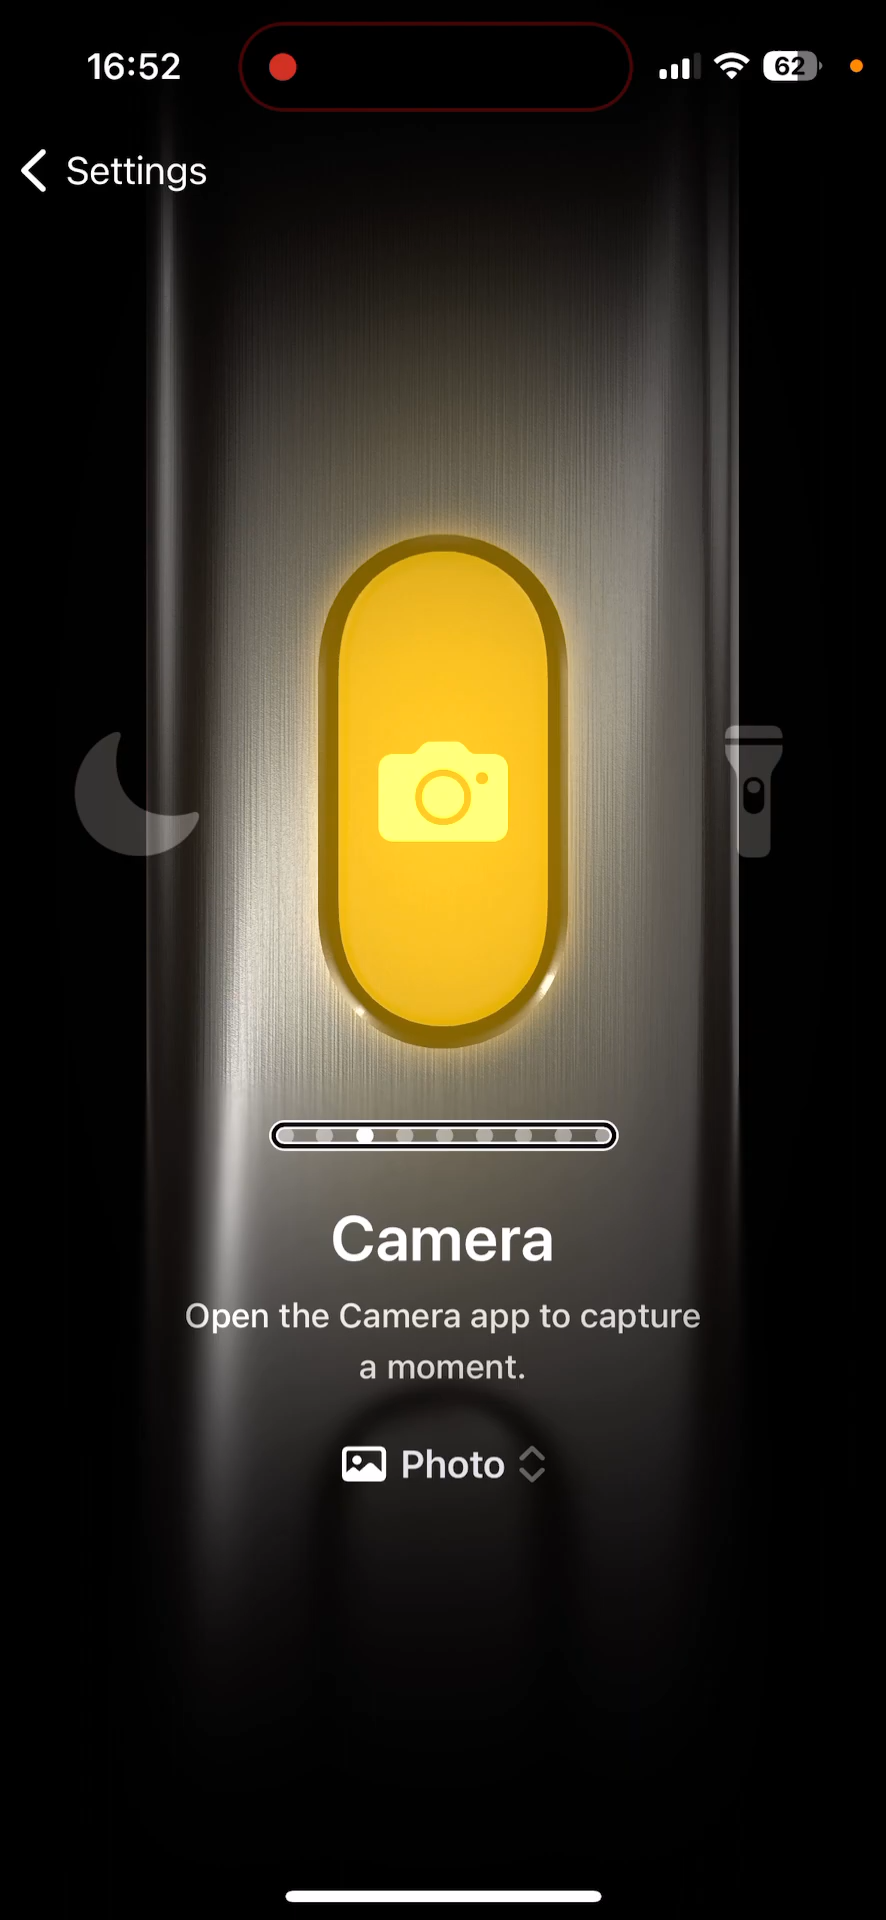 16:52
62
Settings
Camera
Open the Camera app to capture
a moment.
Photo